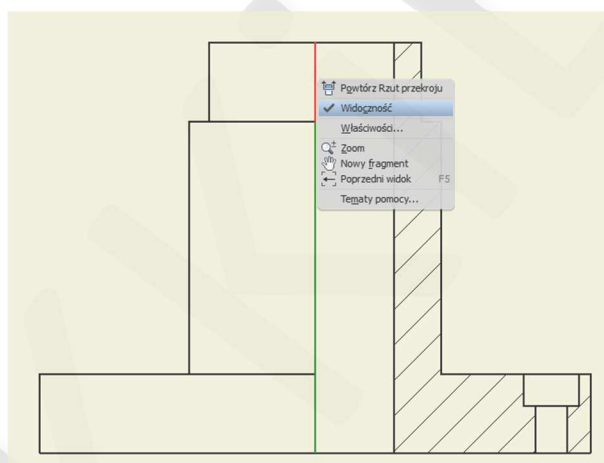 Powtórz Rzut przekroju
Widoczność
Właściwości...
Zoom
Nowy fragment
Poprzedni widok F5
Tematy pomocy...